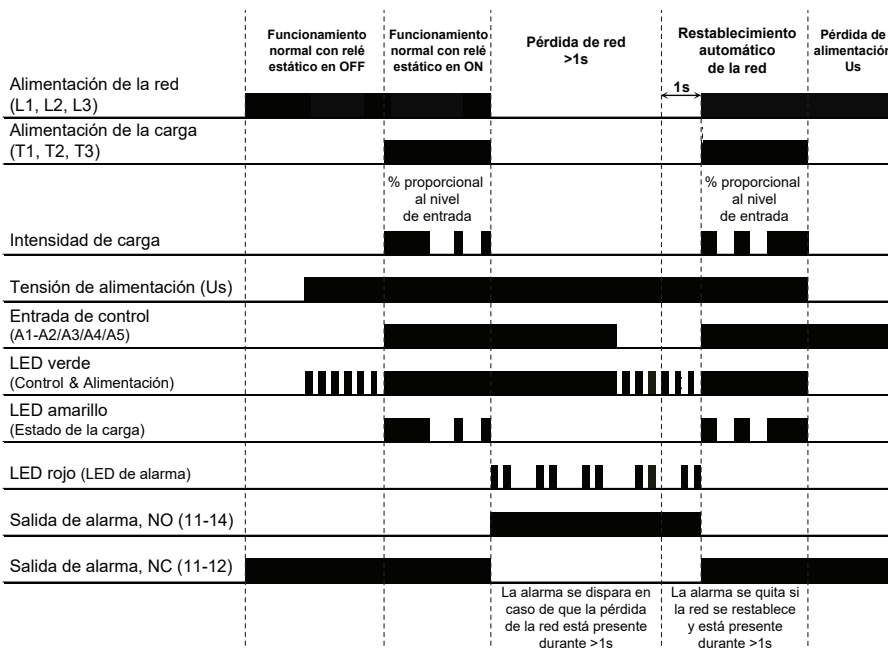 Funcionamiento
normal con relé
estático en OFF
Funcionamiento
normal con relé
estático en ON
Pérdida de red
>1s
Restablecimiento
automático
de la red
Pérdida de
alimentación
Us
Alimentación de la red
(L1, L2, L3)
1s
Alimentación de la carga
(T1, T2, T3)
% proporcional
al nivel
de entrada
% proporcional
al nivel
de entrada
Intensidad de carga
Tensión de alimentación (Us)
Entrada de control
(A1-A2/A3/A4/A5)
LED verde
(Control & Alimentación)
LED amarillo
(Estado de la carga)
LED rojo (LED de alarma)
Salida de alarma, NO (11-14)
Salida de alarma, NC (11-12)
La alarma se dispara en
caso de que la pérdida
de la red está presente
durante >1s
La alarma se quita si
la red se restablece
y está presente
durante >1s